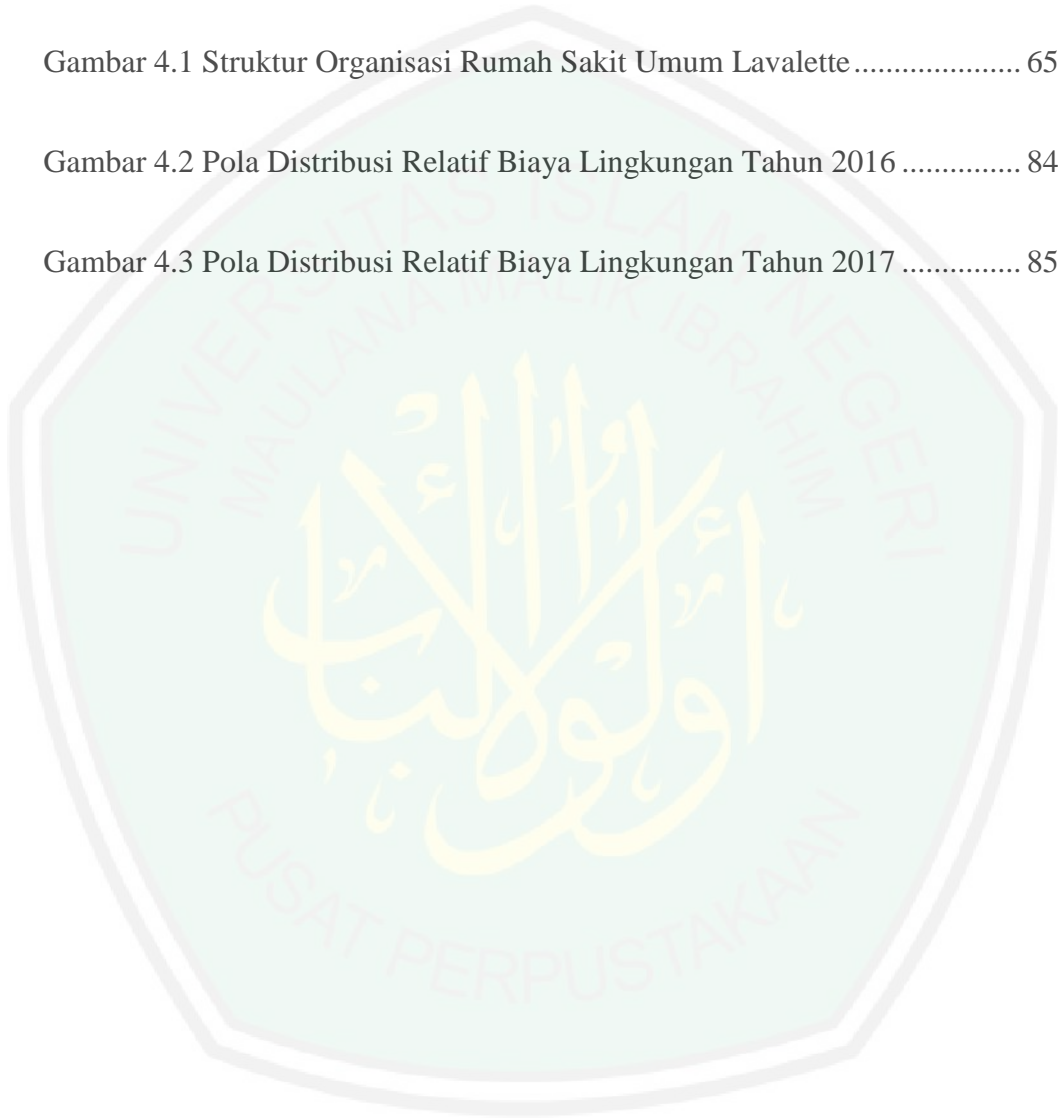 Gambar 4.1 Struktur Organisasi Rumah Sakit Umum Lavalette.................... 65
Gambar 4.2 Pola Distribusi Relatif Biaya Lingkungan Tahun 2016 .............. 84
Gambar 4.3 Pola Distribusi Relatif Biaya Lingkungan Tahun 2017 .............. 85
UNIVERSITAS ISLAM NEGERI
MAULANA MALIK IBRAHIM
أولوا الألباب
PUSAT PERPUSTAKAAN